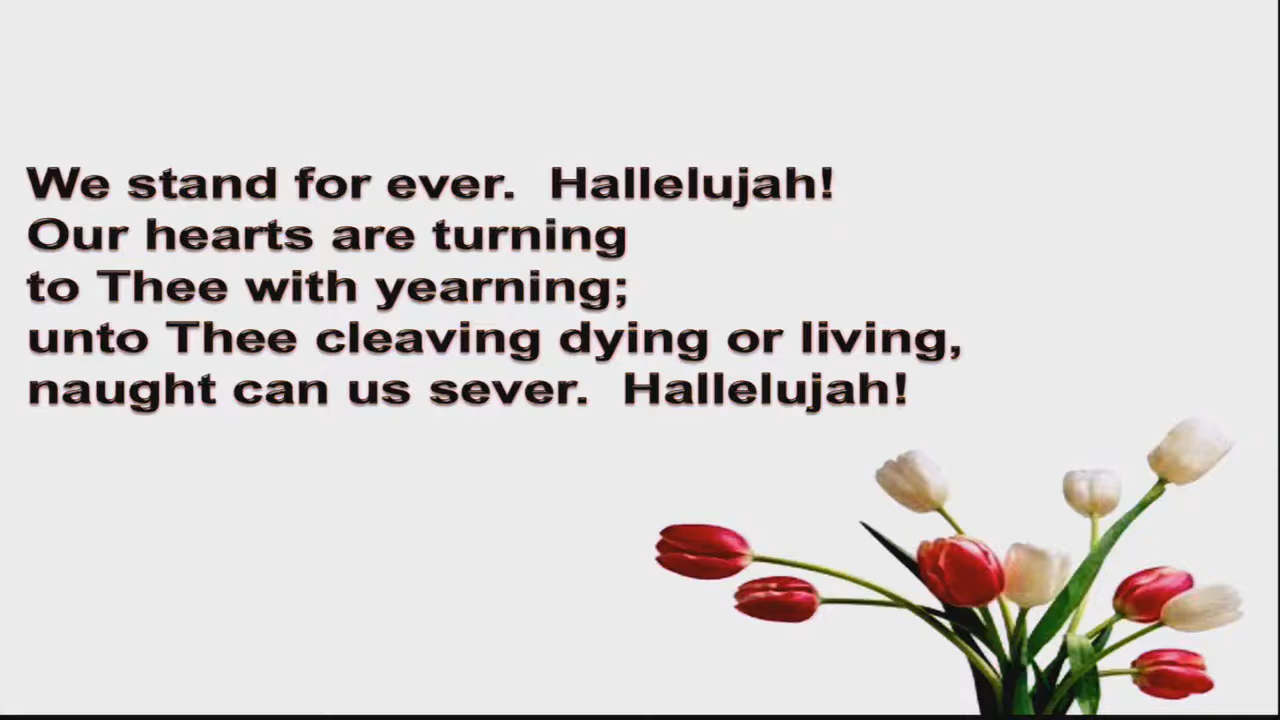 We stand for ever.  Hallelujah!
Our hearts are turning
to Thee with yearning;
unto Thee cleaving dying or living,
naught can us sever.  Hallelujah!